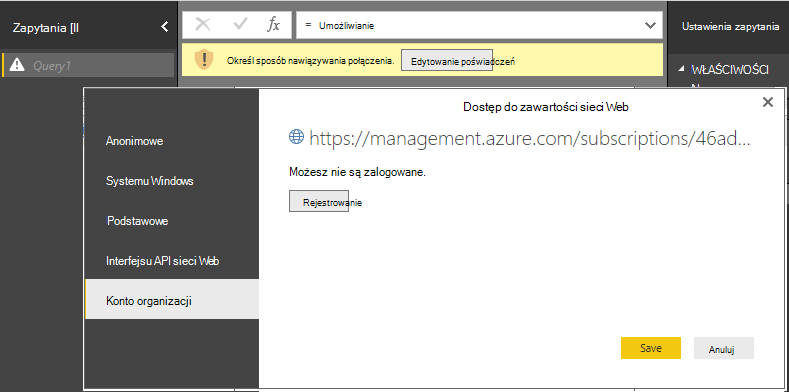 Zapytania [II
fx
= Umożliwianie
Ustawienia zapytania
Query1
Określ sposób nawiązywania połączenia.
Edytowanie poświadczeń
WŁAŚCIWOŚCI
Dostęp do zawartości sieci Web
https://management.azure.com/subscriptions/46ad...
Anonimowe
Systemu Windows
Podstawowe
Interfejsu API sieci Web
Konto organizacji
Możesz nie są zalogowane.
Rejestrowanie
Save
Anuluj